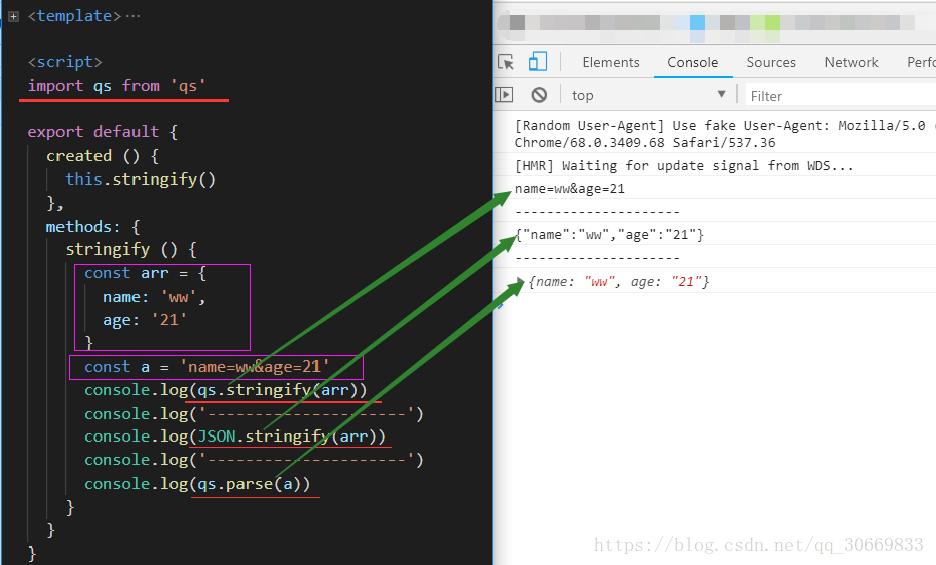 <template>...
<script>
import qs from 'qs'
export default {
created () {
this.stringify()
},
methods: {
stringify () {
const arr = {
name: 'ww',
age: '21'
}
const a = 'name=ww&age=21'
console.log(qs.stringify(arr))
console.log('---------------------')
console.log(JSON.stringify(arr))
console.log('---------------------')
console.log(qs.parse(a))
}
}
}
Elements Console Sources Network Perfo
top Filter
[Random User-Agent] Use fake User-Agent: Mozilla/5.0 (
Chrome/68.0.3409.68 Safari/537.36
[HMR] Waiting for update signal from WDS...
name=ww&age=21
---------------------
{"name":"ww","age":"21"}
---------------------
{name: "ww", age: "21"}
https://blog.csdn.net/qq_30669833